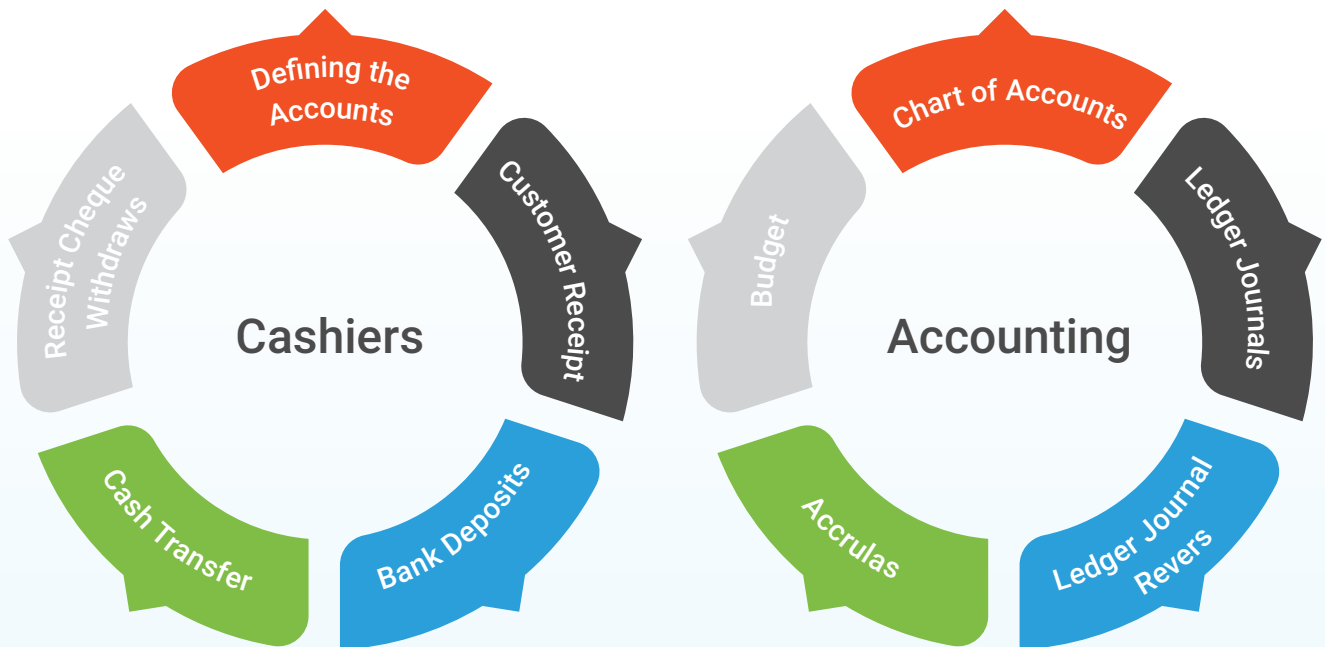 Defining the
Accounts
Customer Receipt
Bank Deposits
Cash Transfer
Receipt Cheque
Withdraws
Cashiers
Chart of Accounts
Ledger Journals
Ledger Journal
Revers
Accrulas
Budget
Accounting